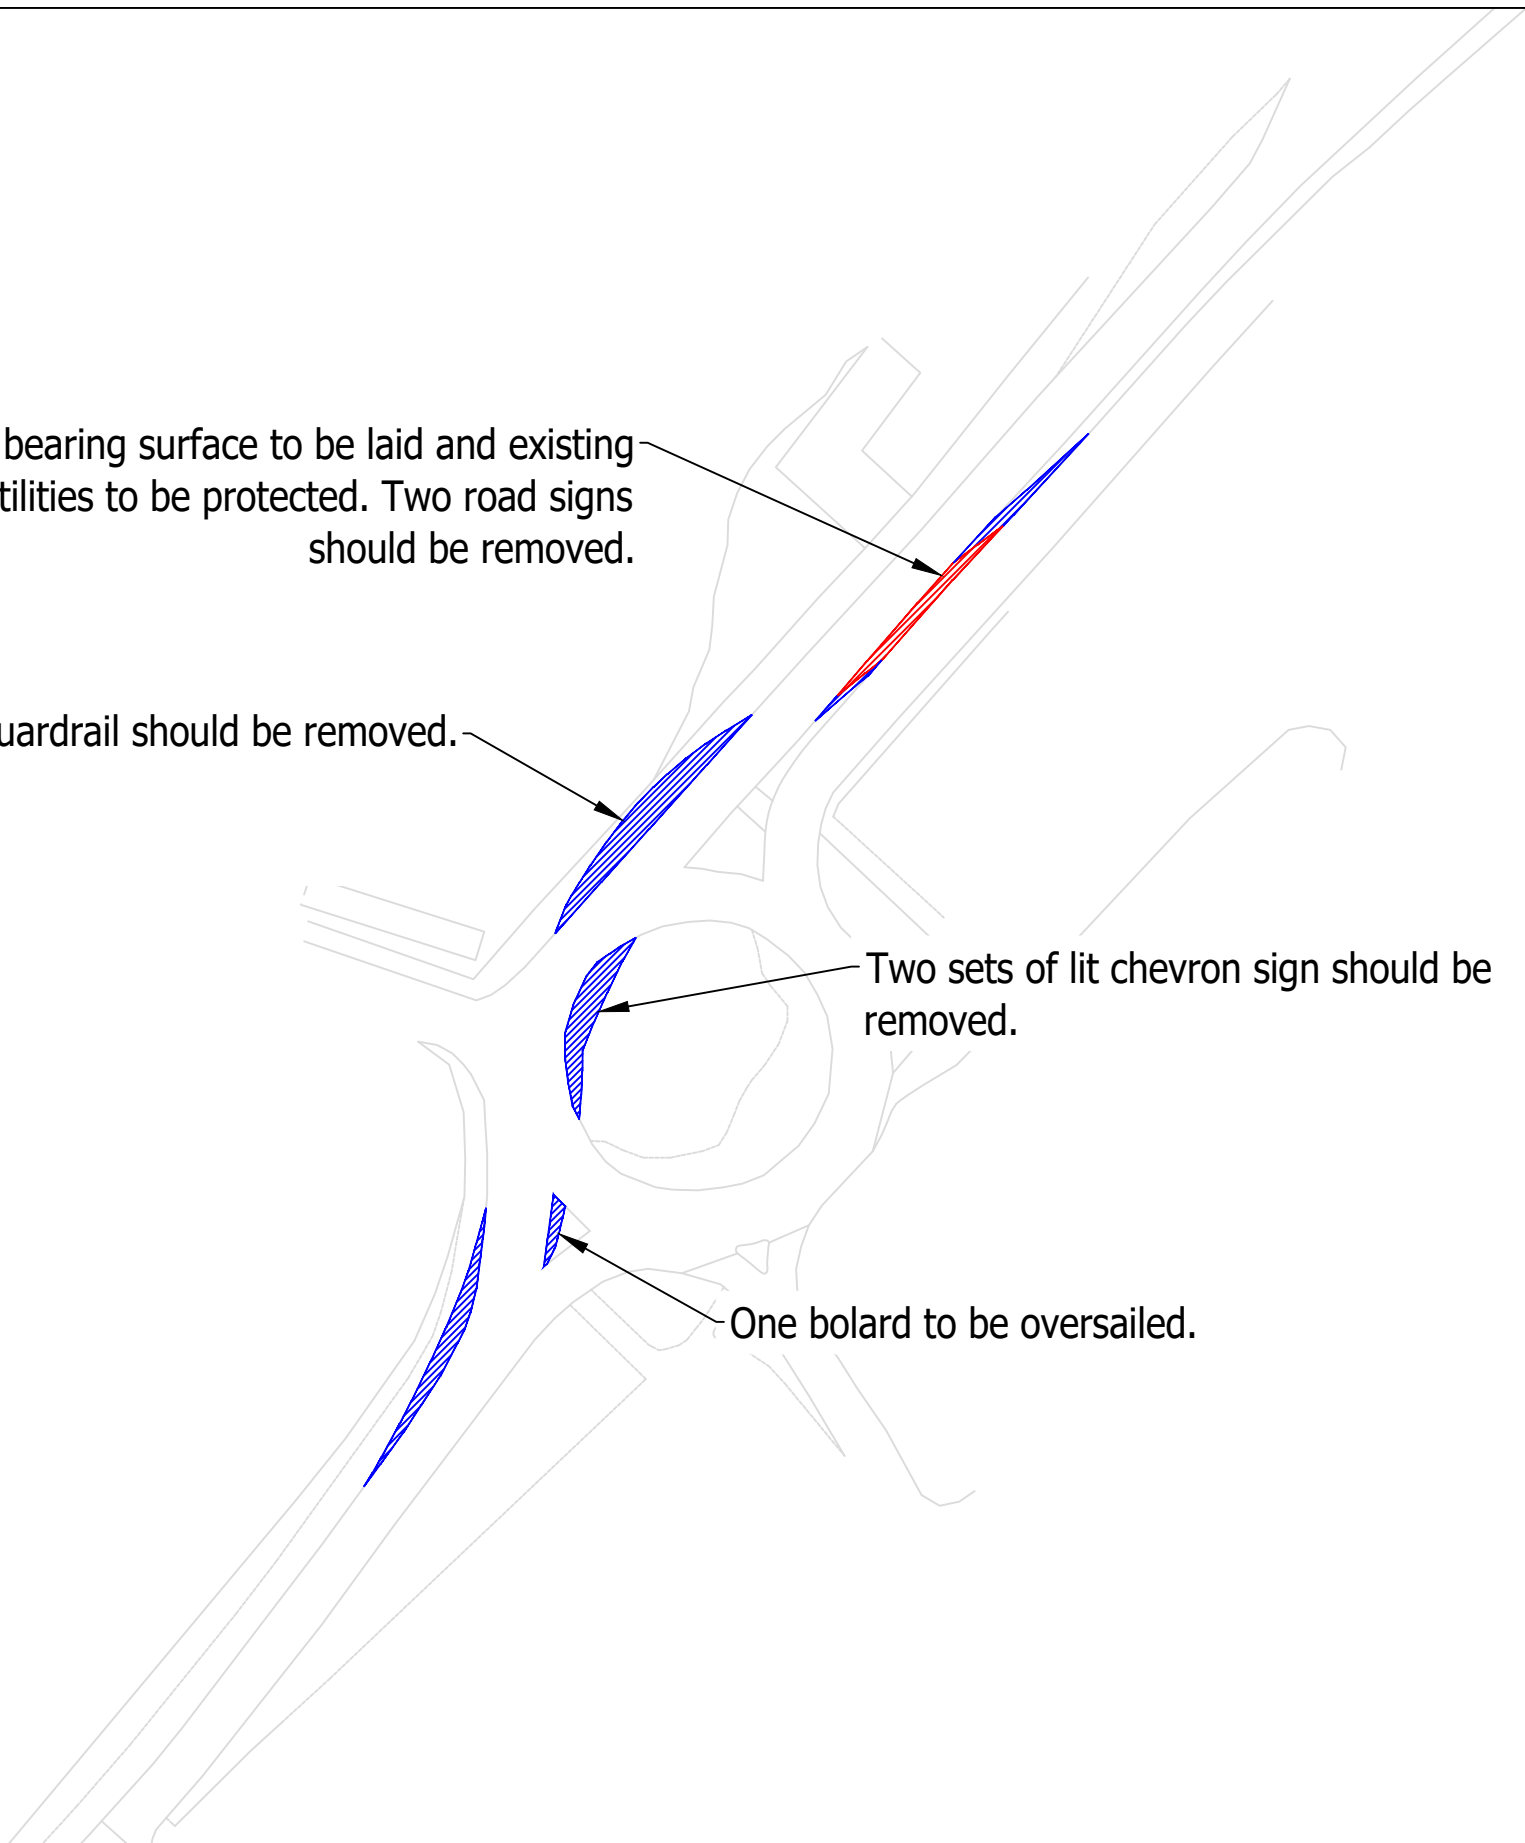 bearing surface to be laid and existing
tilities to be protected. Two road signs
should be removed.
uardrail should be removed.
Two sets of lit chevron sign should be
removed.
One bolard to be oversailed.